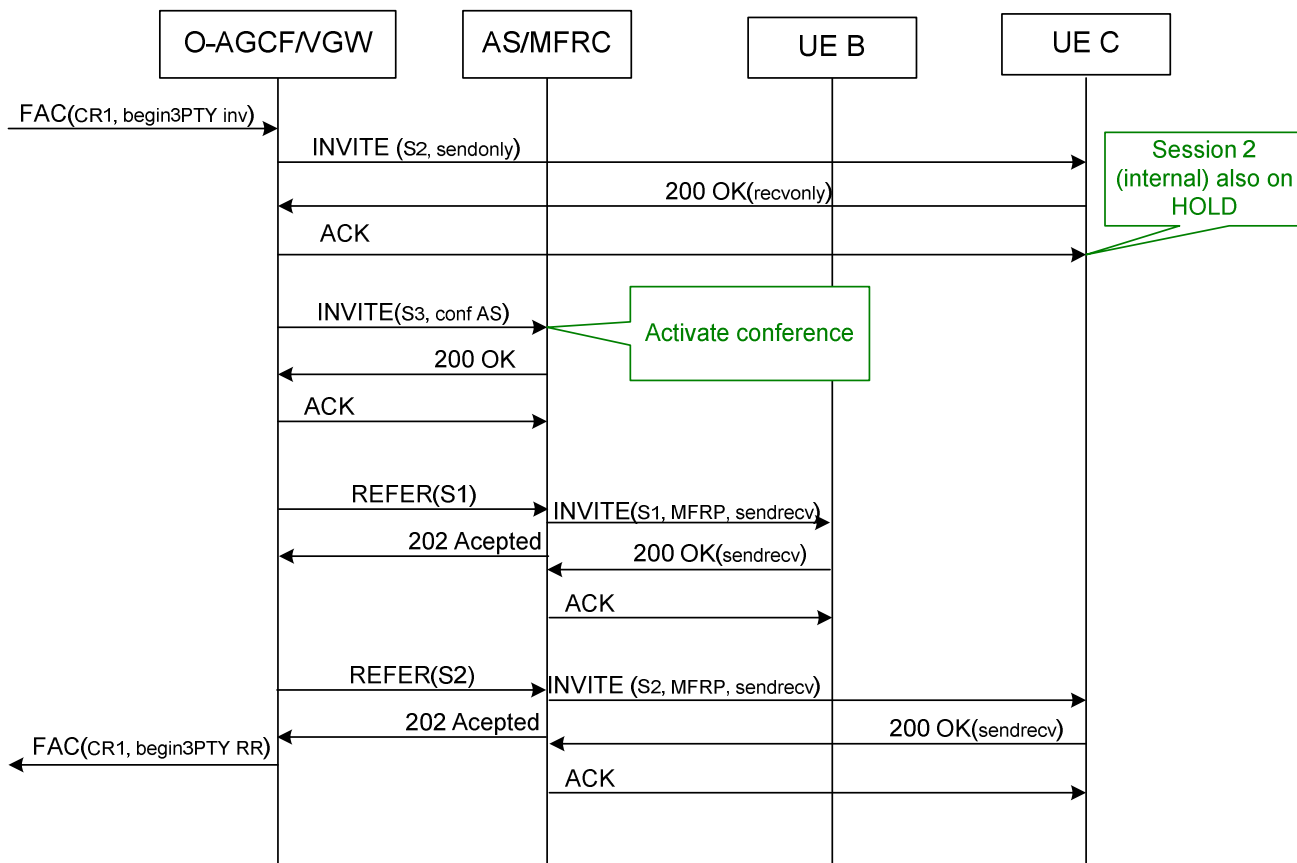 O-AGCF/VGW
AS/MFRC
UE B
UE C
FAC(CR1, begin3PTY inv)
INVITE (S2, sendonly)
Session 2
(internal) also on
HOLD
200 OK(recvonly)
ACK
INVITE(S3, conf AS)
Activate conference
200 OK
ACK
REFER(S1)
INVITE(S1, MFRP, sendrecv)
202 Acepted
200 OK(sendrecv)
ACK
REFER(S2)
INVITE (S2, MFRP, sendrecv)
202 Acepted
200 OK(sendrecv)
FAC(CR1, begin3PTY RR)
ACK